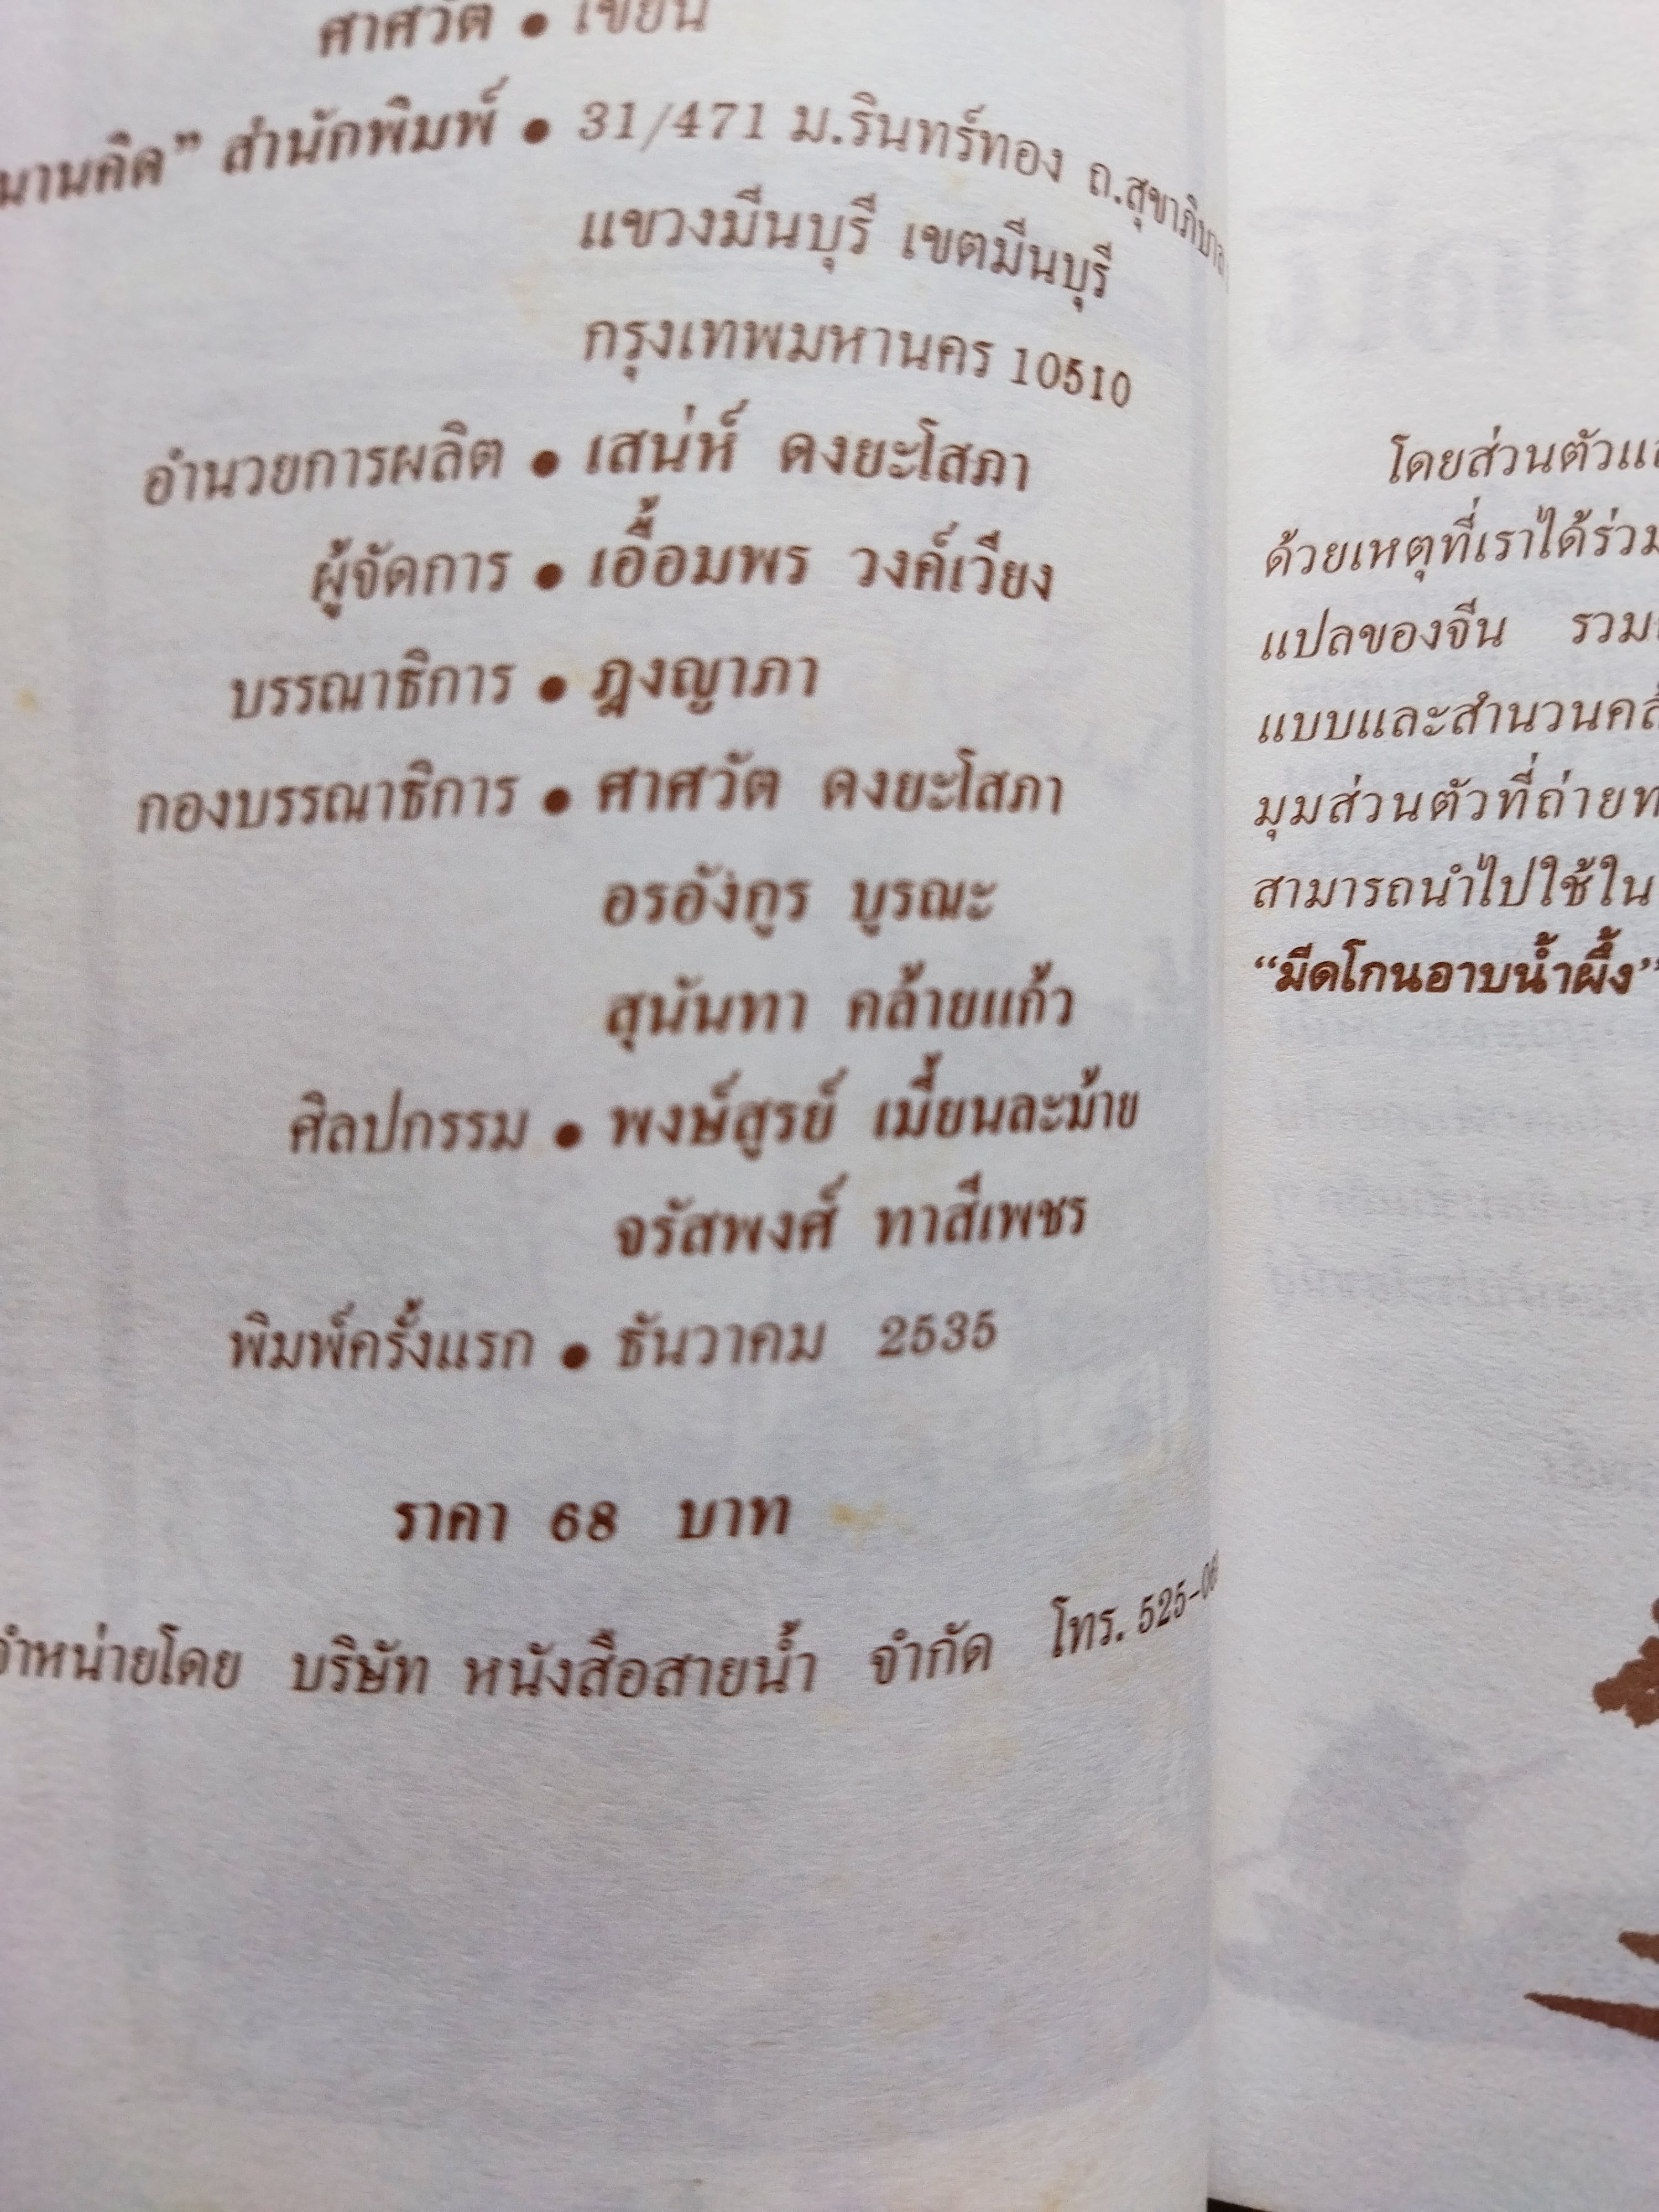 ศาศวัต • เขียน
มานคิด” สำนักพิมพ์ • 31/471 ม.รินทร์ทอง ถ.สุขาภิบาล
แขวงมีนบุรี เขตมีนบุรี
กรุงเทพมหานคร 10510
อำนวยการผลิต • เสน่ห์ ดงยะโสภา
ผู้จัดการ • เอื้อมพร วงค์เวียง
บรรณาธิการ • ฎงญาภา
กองบรรณาธิการ • ศาศวัต ดงยะโสภา
อรอังกูร บูรณะ
สุนันทา คล้ายแก้ว
ศิลปกรรม • พงษ์สูรย์ เมี้ยนละม้าย
จรัสพงศ์ ทาสีเพชร
พิมพ์ครั้งแรก • ธันวาคม 2535
ราคา 68 บาท
จำหน่ายโดย บริษัท หนังสือสายน้ำ จำกัด โทร. 525-06
โดยส่วนตัวแ
ด้วยเหตุที่เราได้ร่วม
แปลของจีน รวม
แบบและสำนวนคล
มุมส่วนตัวที่ถ่ายท
สามารถนำไปใช้ใน
“มีดโกนอาบน้ำผึ้ง”